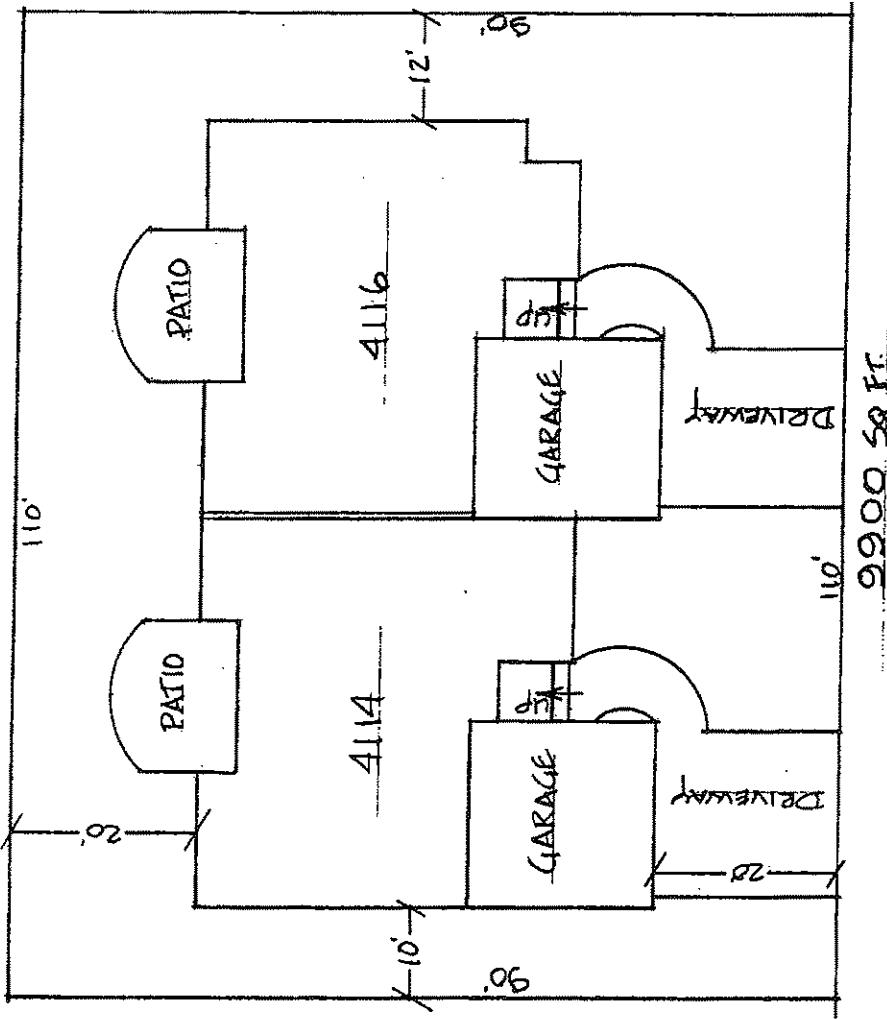 90'
12'
PATIO
4116
UP
GARAGE
DRIVEWAY
110'
110'
9900 SQ FT.
PATIO
4114
UP
GARAGE
DRIVEWAY
20'
20'
10'
90'